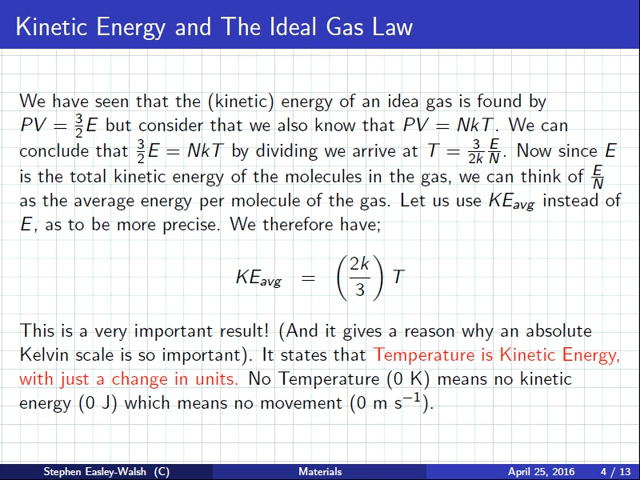 Kinetic Energy and The Ideal Gas Law
We have seen that the (kinetic) energy of an idea gas is found by
PV = 3/2 E but consider that we also know that PV = NkT. We can
conclude that 3/2 E = NkT by dividing we arrive at T = 3/2k E/N. Now since E
is the total kinetic energy of the molecules in the gas, we can think of E/N
as the average energy per molecule of the gas. Let us use KE_avg instead of
E, as to be more precise. We therefore have;
KE_avg = (2k/3) T
This is a very important result! (And it gives a reason why an absolute
Kelvin scale is so important). It states that Temperature is Kinetic Energy,
with just a change in units. No Temperature (0 K) means no kinetic
energy (0 J) which means no movement (0 m s⁻¹).
Stephen Easley-Walsh (C) Materials April 25, 2016 4 / 13